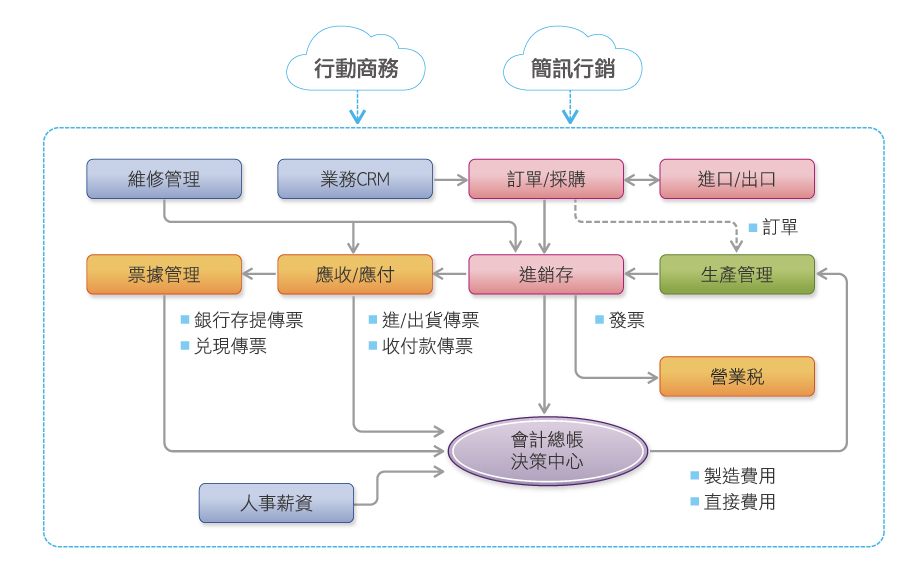 行動商務
簡訊行銷
維修管理
業務CRM
訂單/採購
進口/出口
訂單
票據管理
應收/應付
進銷存
生產管理
銀行存提傳票
兌現傳票
進/出貨傳票
收付款傳票
發票
營業税
會計總帳
決策中心
製造費用
直接費用
人事薪資